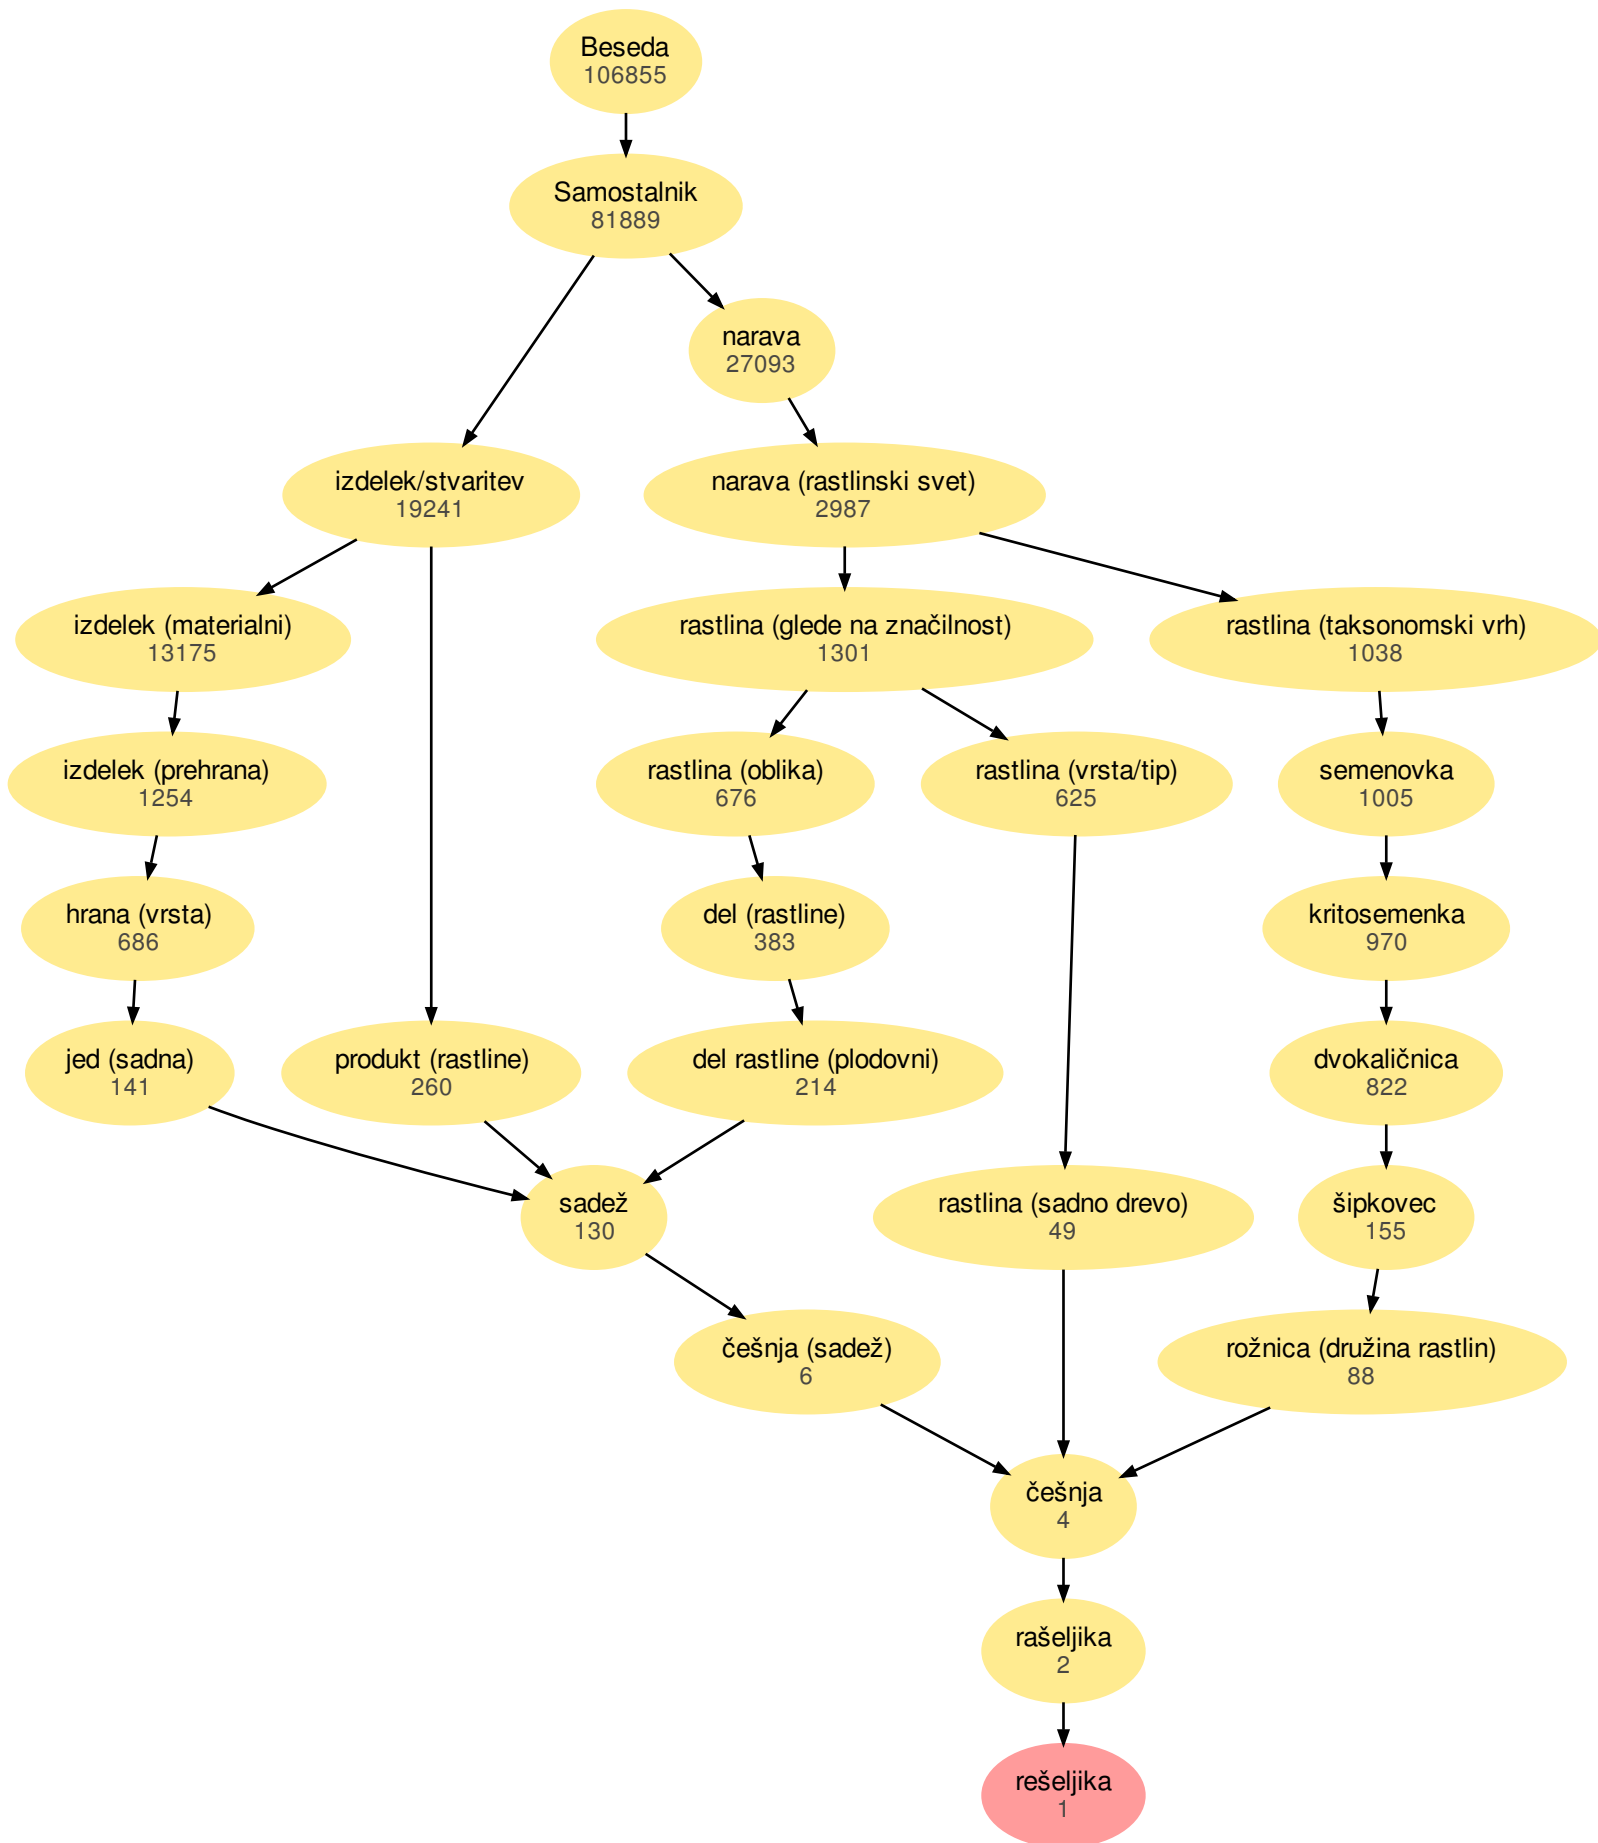 Beseda
106855
Samostalnik
81889
narava
27093
izdelek/stvaritev
19241
narava (rastlinski svet)
2987
izdelek (materialni)
13175
rastlina (glede na značilnost)
1301
rastlina (taksonomski vrh)
1038
izdelek (prehrana)
1254
rastlina (oblika)
676
rastlina (vrsta/tip)
625
semenovka
1005
hrana (vrsta)
686
del (rastline)
383
kritosemenka
970
jed (sadna)
141
produkt (rastline)
260
del rastline (plodovni)
214
dvokaličnica
822
sadež
130
rastlina (sadno drevo)
49
šipkovec
155
češnja (sadež)
6
rožnica (družina rastlin)
88
češnja
4
rašeljika
2
rešeljika
1